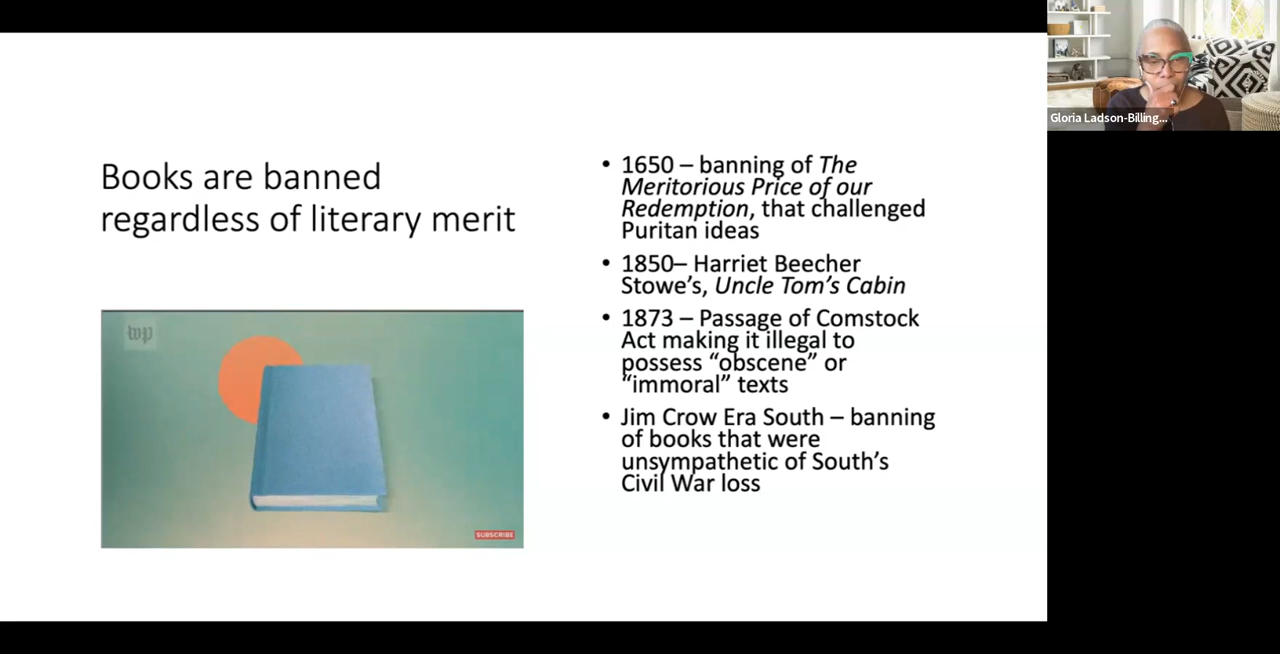 Books are banned
regardless of literary merit
wp
SUBSCRIBE
• 1650 – banning of The
Meritorious Price of our
Redemption, that challenged
Puritan ideas
• 1850– Harriet Beecher
Stowe’s, Uncle Tom’s Cabin
• 1873 – Passage of Comstock
Act making it illegal to
possess “obscene” or
“immoral” texts
• Jim Crow Era South – banning
of books that were
unsympathetic of South’s
Civil War loss
Gloria Ladson-Billing...